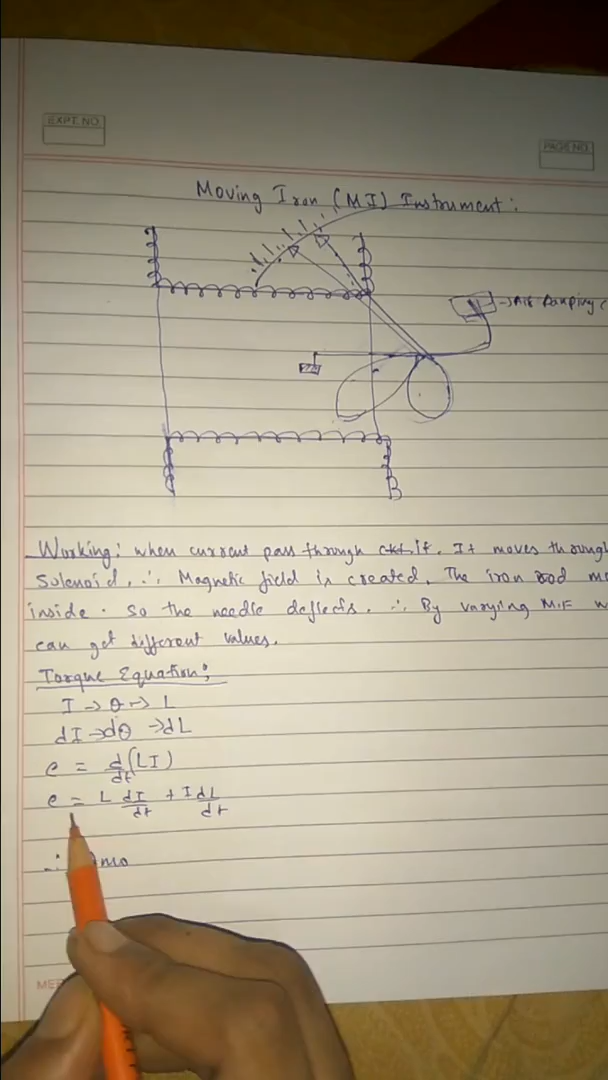 EXPT. NO.
PAGE NO.
Moving Iron (MI) Instrument:
Air Damping
Working: when current pass through ckt it. It moves through
Solenoid. ∴ Magnetic field is created. The iron rod
inside. So the needle deflects. ∴ By varying M.F
can get different values.
Torque Equation:
I → θ → L
dI → dθ → dL
e = d/dt (LI)
e = L dI/dt + I dL/dt